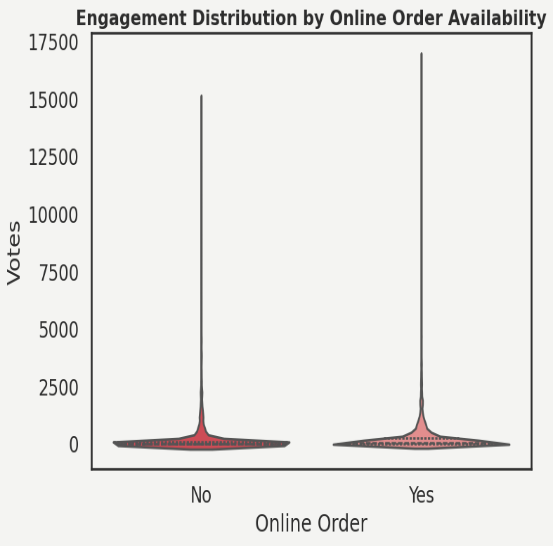 Engagement Distribution by Online Order Availability
17500
15000
12500
10000
7500
5000
2500
0
Votes
No
Yes
Online Order